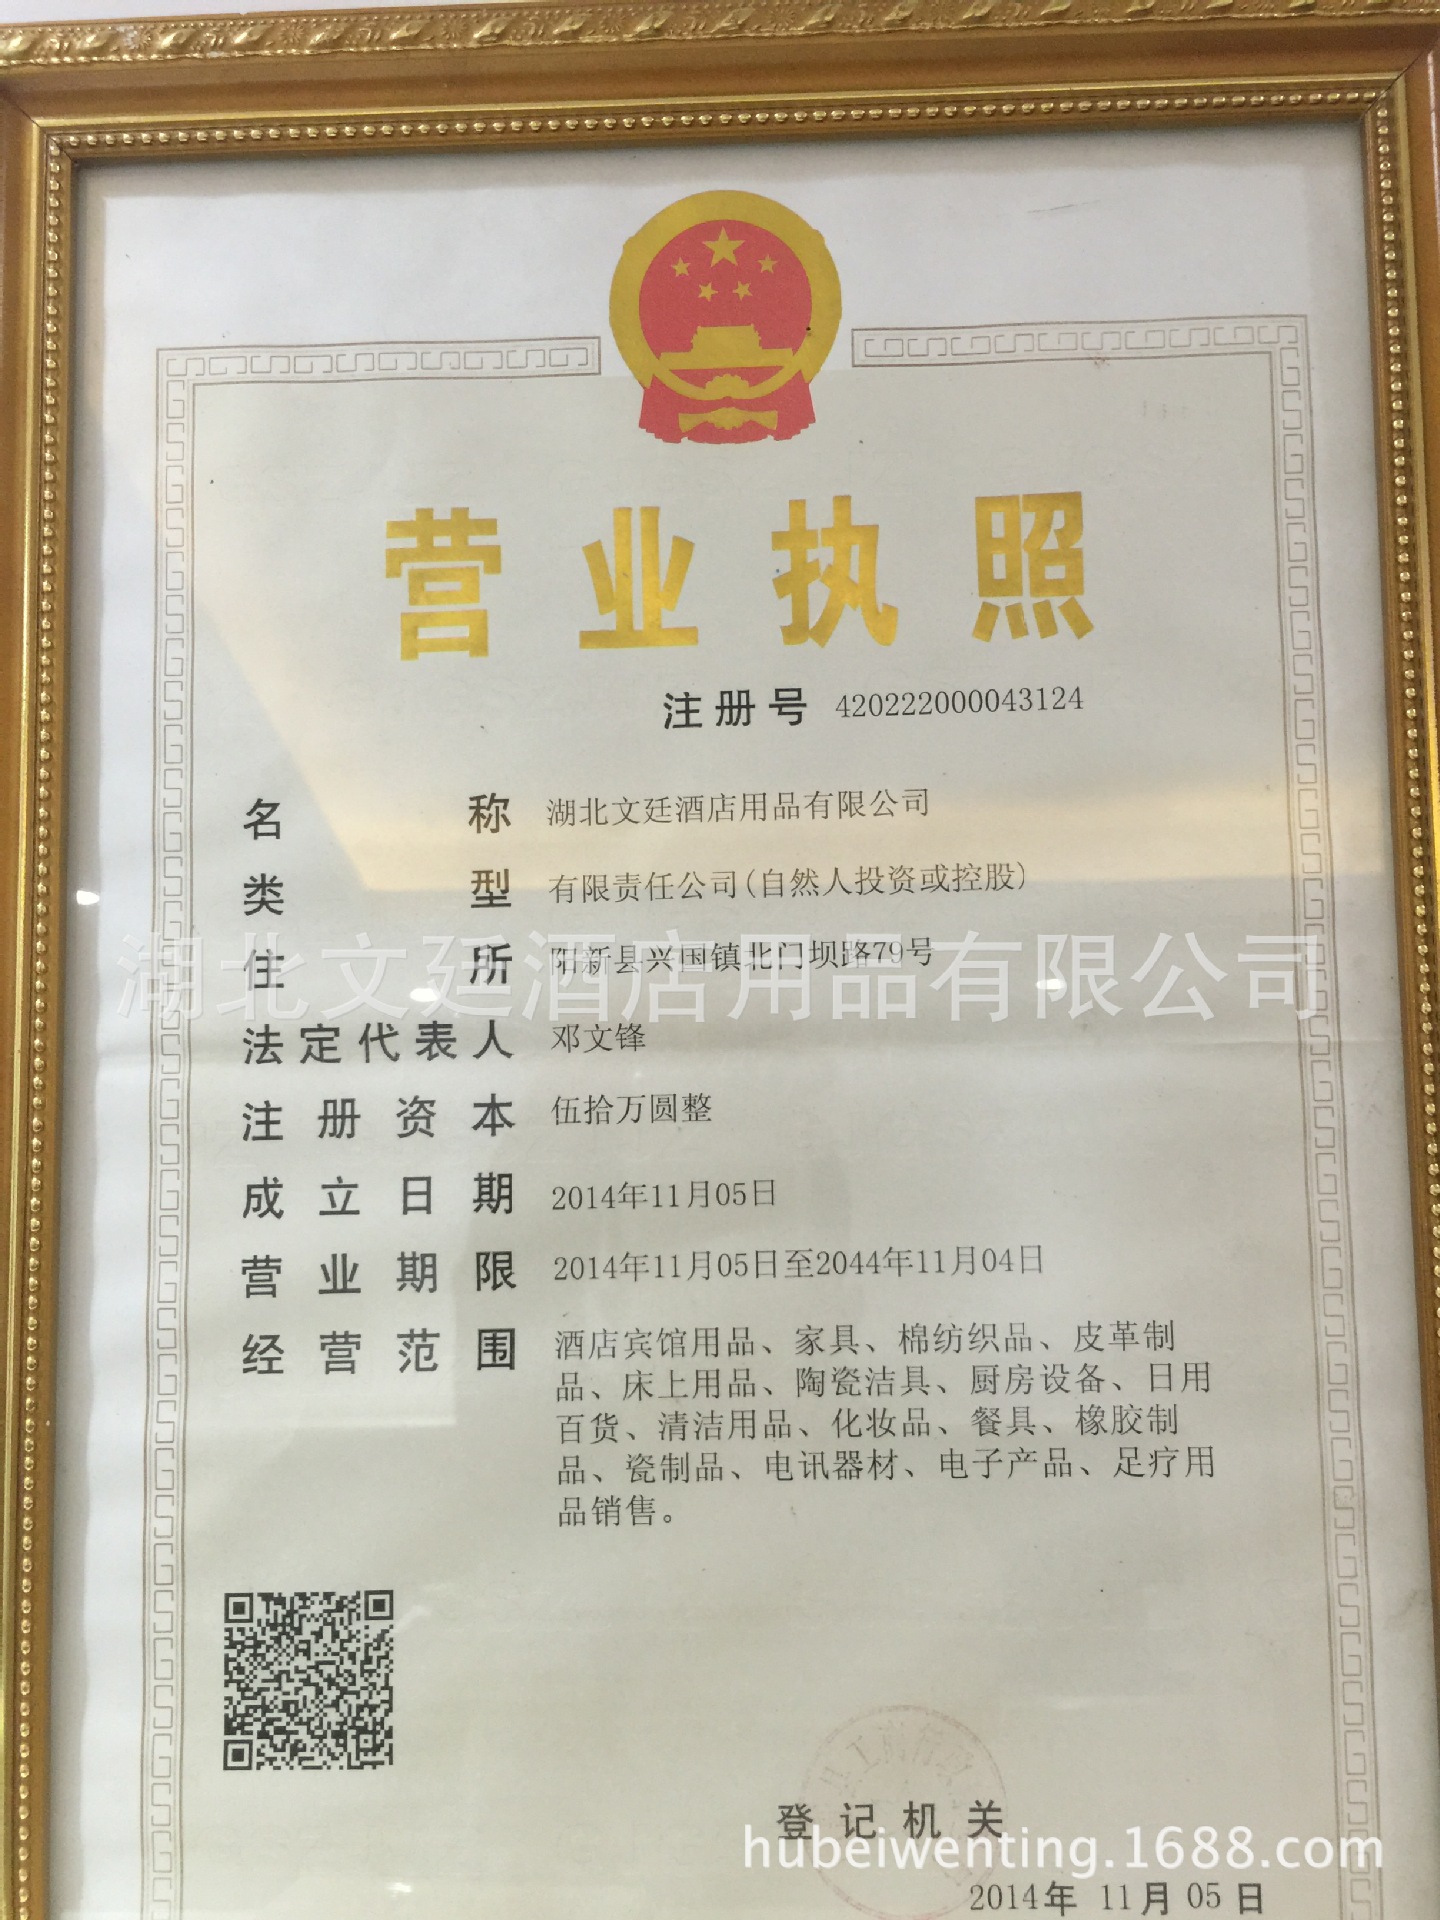 营业执照
注册号 420222000043124
名称 湖北文廷酒店用品有限公司
类型 有限责任公司(自然人投资或控股)
住所 阳新县兴国镇北门坝路79号
湖北文廷酒店用品有限公司
法定代表人 邓文锋
注册资本 伍拾万圆整
成立日期 2014年11月05日
营业期限 2014年11月05日至2044年11月04日
经营范围 酒店宾馆用品、家具、棉纺织品、皮革制
品、床上用品、陶瓷洁具、厨房设备、日用
百货、清洁用品、化妆品、餐具、橡胶制
品、瓷制品、电讯器材、电子产品、足疗用
品销售。
登记机关
hubeiwenting.1688.com
2014年 11月 05日